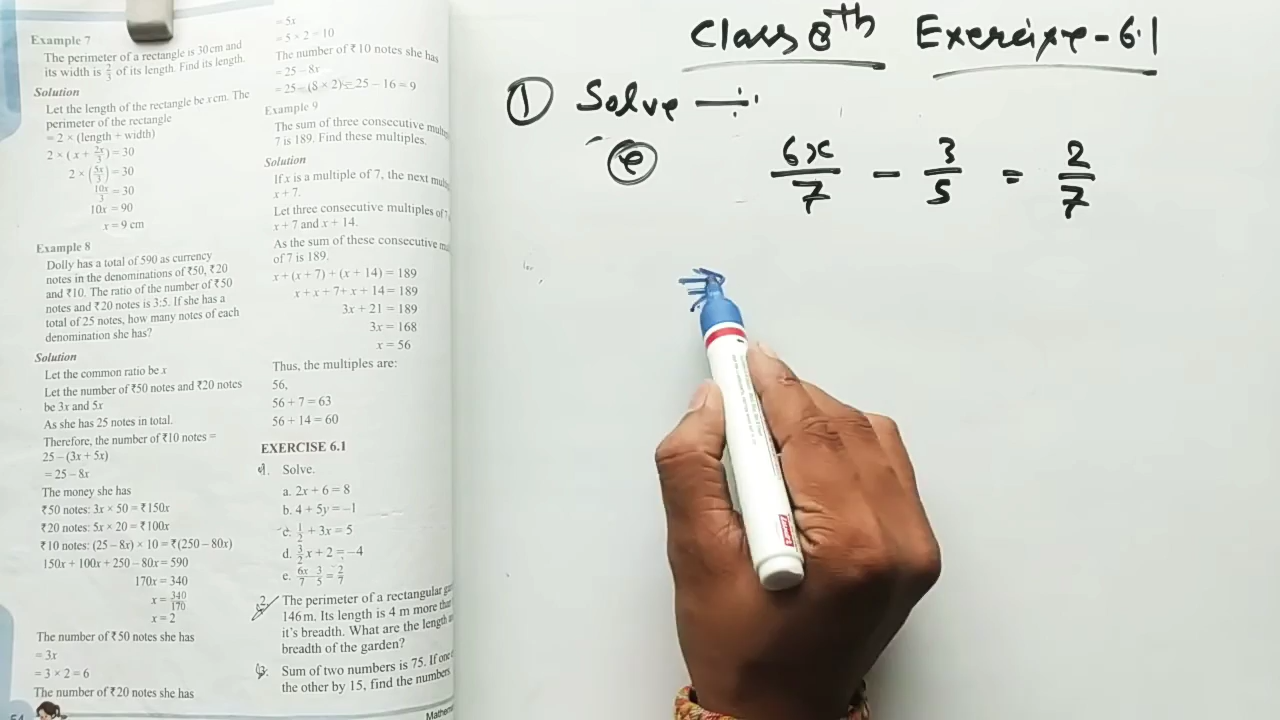 Example 7
The perimeter of a rectangle is 30 cm and
its width is 2/3 of its length. Find its length.
Solution
Let the length of the rectangle be x cm. The
perimeter of the rectangle
= 2 × (length + width)
2 × (x + 2x/3) = 30
2 × (5x/3) = 30
10x/3 = 30
10x = 90
x = 9 cm
Example 8
Dolly has a total of 590 as currency
notes in the denominations of ₹50, ₹20
and ₹10. The ratio of the number of ₹50
notes and ₹20 notes is 3:5. If she has a
total of 25 notes, how many notes of each
denomination she has?
Solution
Let the common ratio be x
Let the number of ₹50 notes and ₹20 notes
be 3x and 5x
As she has 25 notes in total.
Therefore, the number of ₹10 notes =
25 – (3x + 5x)
= 25 – 8x
The money she has
₹50 notes: 3x × 50 = ₹150x
₹20 notes: 5x × 20 = ₹100x
₹10 notes: (25 – 8x) × 10 = ₹(250 – 80x)
150x + 100x + 250 – 80x = 590
170x = 340
x = 340/170
x = 2
The number of ₹50 notes she has
= 3x
= 3 × 2 = 6
The number of ₹20 notes she has
54
= 5x
= 5 × 2 = 10
The number of ₹10 notes she has
= 25 – 8x
= 25 – (8 × 2) = 25 – 16 = 9
Example 9
The sum of three consecutive
7 is 189. Find these multiples.
Solution
If x is a multiple of 7, the next
x + 7.
Let three consecutive multiples of
x + 7 and x + 14.
As the sum of these consecutive
of 7 is 189.
x + (x + 7) + (x + 14) = 189
x + x + 7 + x + 14 = 189
3x + 21 = 189
3x = 168
x = 56
Thus, the multiples are:
56,
56 + 7 = 63
56 + 14 = 60
EXERCISE 6.1
1. Solve.
a. 2x + 6 = 8
b. 4 + 5y = –1
c. 1/2 + 3x = 5
d. 3/2 x + 2 = –4
e. 6x/7 3/5 = 2/7
2. The perimeter of a rectangular
146 m. Its length is 4 m more
it's breadth. What are the length
breadth of the garden?
3. Sum of two numbers is 75. If one
the other by 15, find the numbers
Class 8th Exercise-6.1
① Solve ÷
ⓔ 6x/7 – 3/5 = 2/7